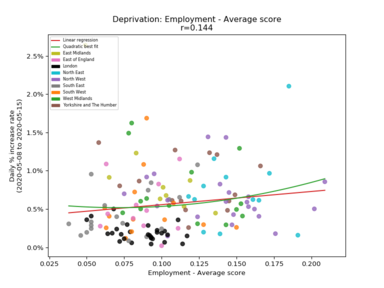 Deprivation: Employment - Average score
r=0.144
Daily % increase rate
(2020-05-08 to 2020-05-15)
2.5%
2.0%
1.5%
1.0%
0.5%
0.0%
Linear regression
Quadratic best fit
East Midlands
East of England
London
North East
North West
South East
South West
West Midlands
Yorkshire and The Humber
0.025
0.050
0.075
0.100
0.125
0.150
0.175
0.200
Employment - Average score